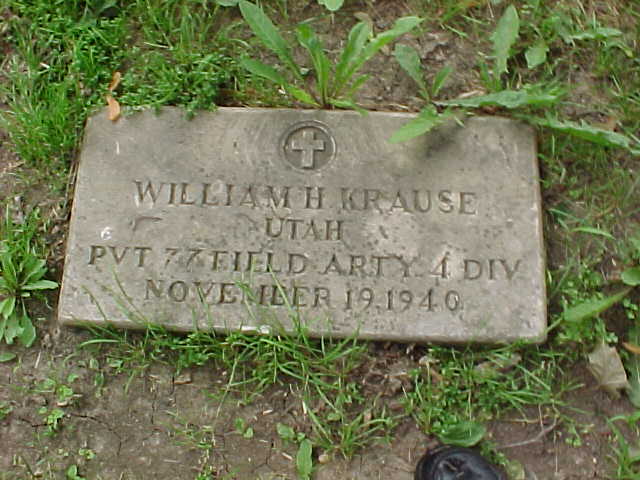 WILLIAM H KRAUSE
UTAH
PVT 77 FIELD ARTY. 4 DIV
NOVEMBER 19, 1940